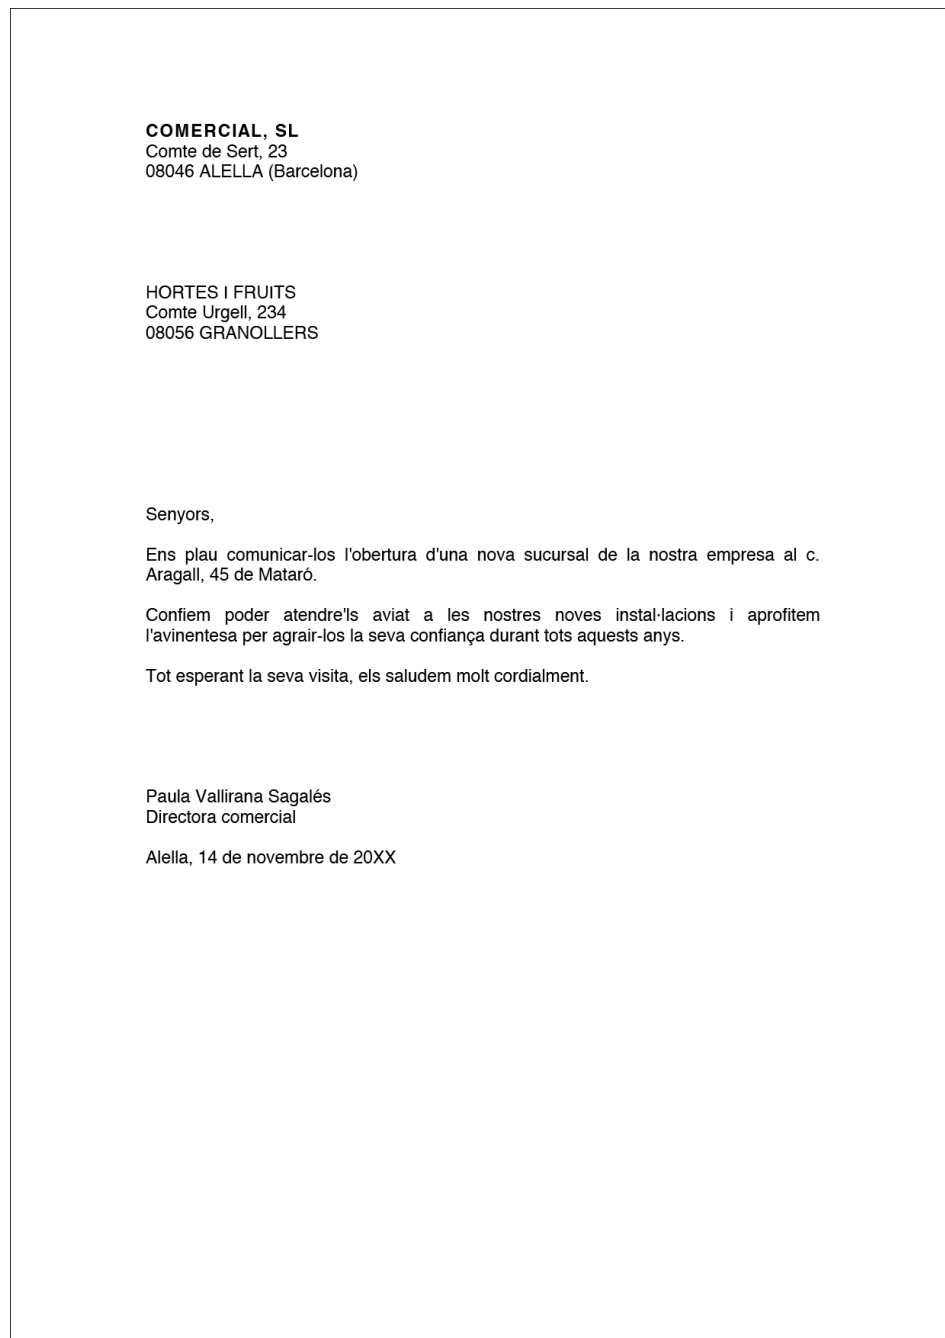 COMERCIAL, SL
Comte de Sert, 23
08046 ALELLA (Barcelona)
HORTES I FRUITS
Comte Urgell, 234
08056 GRANOLLERS
Senyors,
Ens plau comunicar-los l'obertura d'una nova sucursal de la nostra empresa al c.
Aragall, 45 de Mataró.
Confiem poder atendre'ls aviat a les nostres noves instal·lacions i aprofitem
l'avinentesa per agrair-los la seva confiança durant tots aquests anys.
Tot esperant la seva visita, els saludem molt cordialment.
Paula Vallirana Sagalés
Directora comercial
Alella, 14 de novembre de 20XX